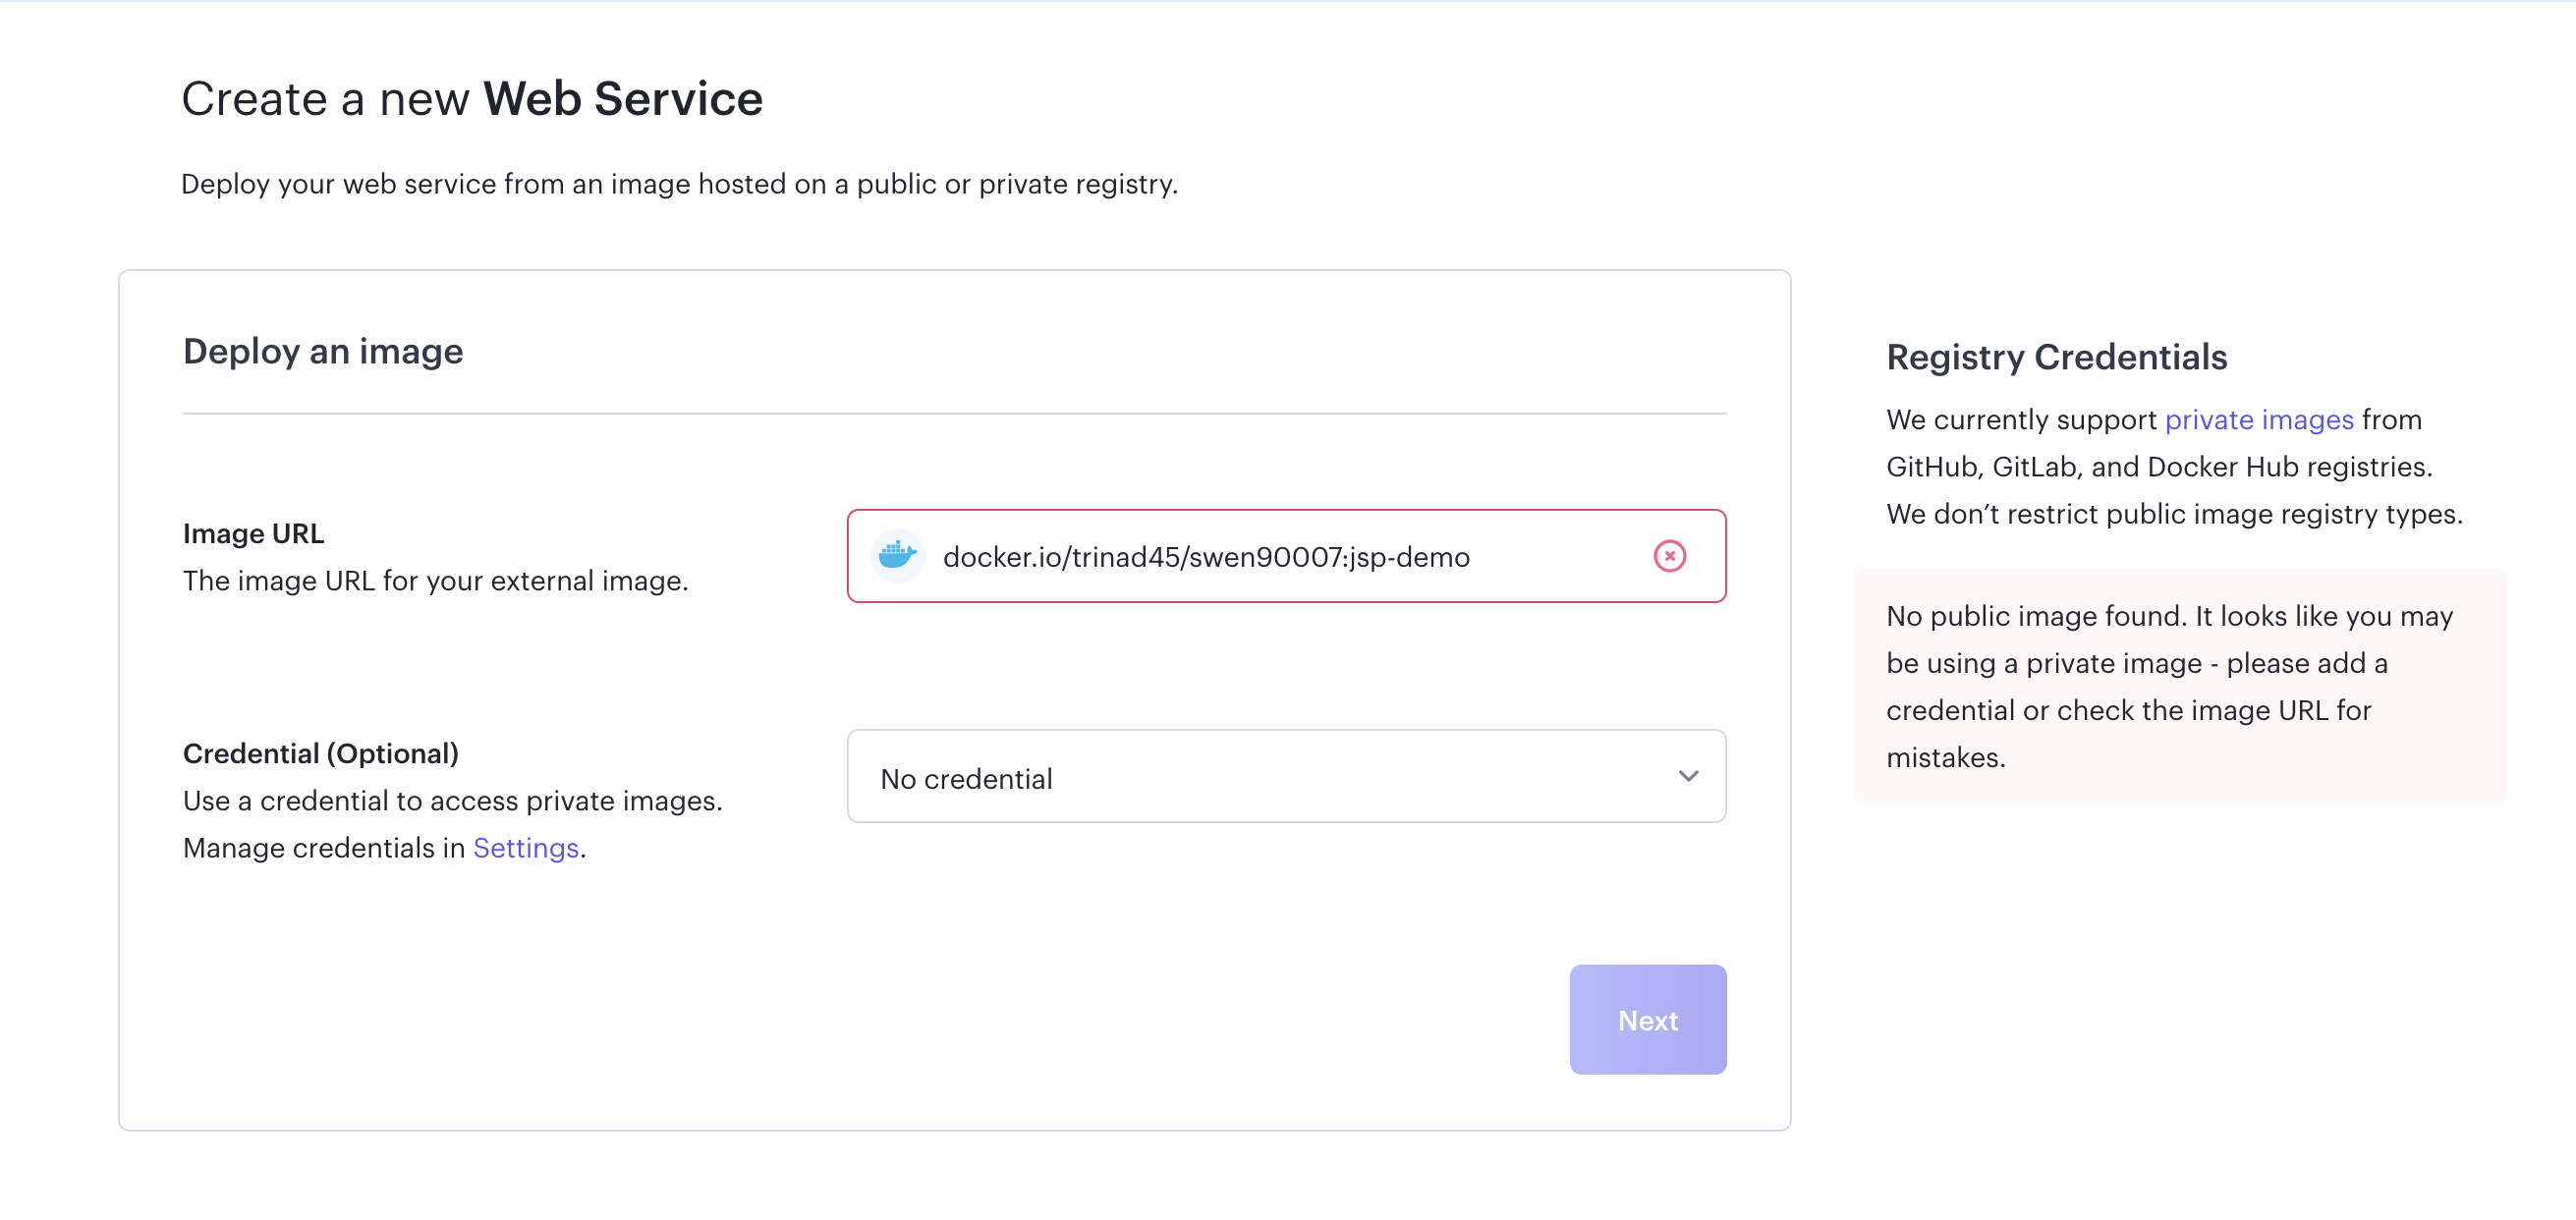 Create a new Web Service
Deploy your web service from an image hosted on a public or private registry.
Deploy an image
Image URL
The image URL for your external image.
docker.io/trinad45/swen90007:jsp-demo
Credential (Optional)
Use a credential to access private images.
Manage credentials in Settings.
No credential
Next
Registry Credentials
We currently support private images from
GitHub, GitLab, and Docker Hub registries.
We don’t restrict public image registry types.
No public image found. It looks like you may
be using a private image - please add a
credential or check the image URL for
mistakes.